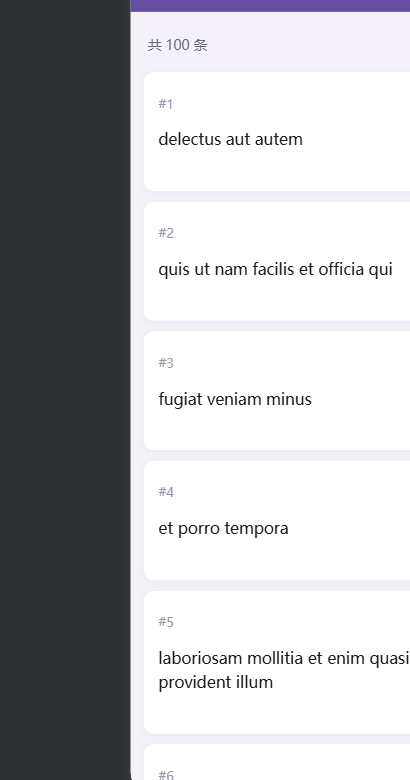 共 100 条
#1
delectus aut autem
#2
quis ut nam facilis et officia qui
#3
fugiat veniam minus
#4
et porro tempora
#5
laboriosam mollitia et enim quasi
provident illum
#6